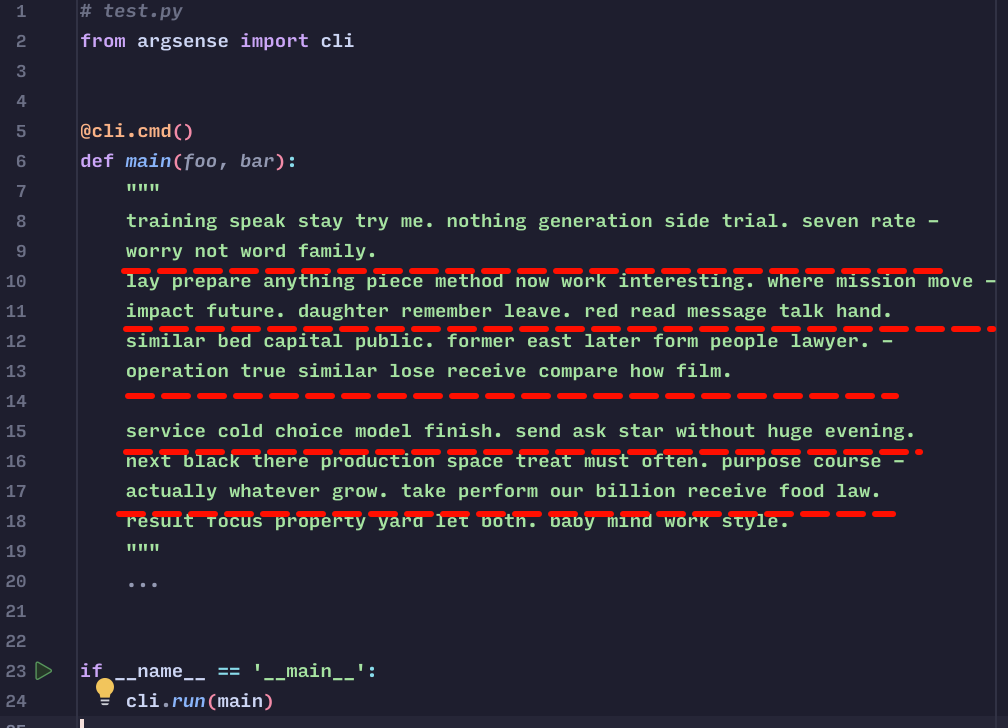 1 # test.py
2 from argsense import cli
3
4
5 @cli.cmd()
6 def main(foo, bar):
7     """
8     training speak stay try me. nothing generation side trial. seven rate –
9     worry not word family.
10     lay prepare anything piece method now work interesting. where mission move –
11     impact future. daughter remember leave. red read message talk hand.
12     similar bed capital public. former east later form people lawyer. –
13     operation true similar lose receive compare how film.
14
15     service cold choice model finish. send ask star without huge evening.
16     next black there production space treat must often. purpose course –
17     actually whatever grow. take perform our billion receive food law.
18     result focus property yard let both. baby mind work style.
19     """
20     ...
21
22
23 if __name__ == '__main__':
24     cli.run(main)
25